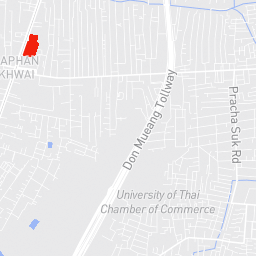 APHAN
KHWAI
Don Mueang Tollway
Pracha Suk Rd
University of Thai
Chamber of Commerce